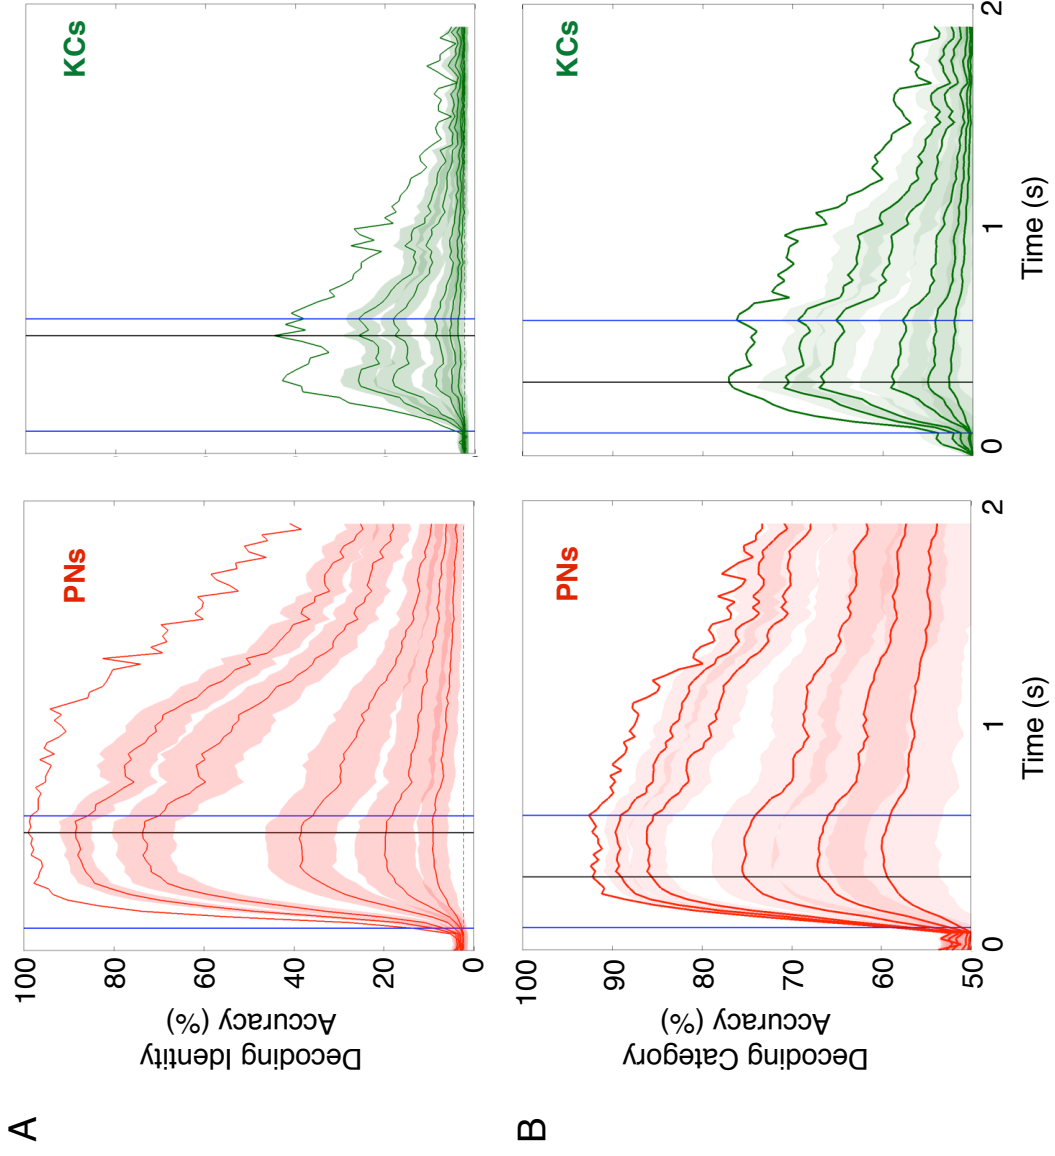 A
Decoding Identity
Accuracy (%)
100
80
60
40
20
0
PNs
KCs
B
Decoding Category
Accuracy (%)
100
90
80
70
60
50
PNs
KCs
0
1
2
0
1
2
Time (s)
Time (s)